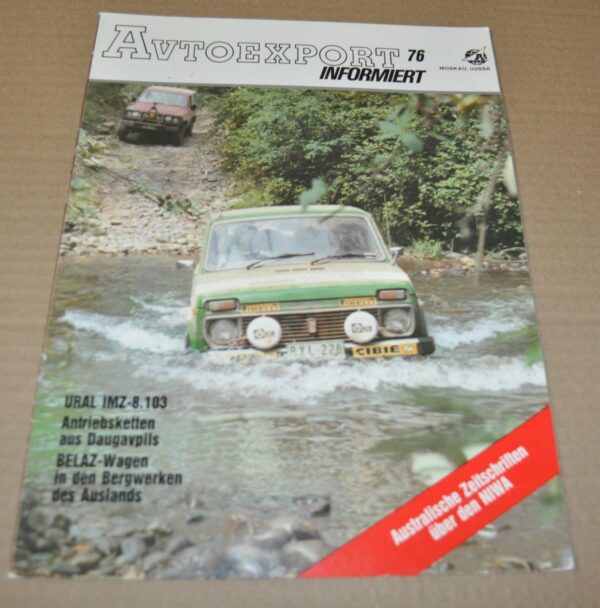 AVTOEXPORT 76
INFORMIERT
MOSKAU, UdSSR
CIBIE
URAL IMZ-8.103
Antriebsketten
aus Daugavpils
BELAZ-Wagen
in den Bergwerken
des Auslands
Australische Zeitschriften
über den NIWA